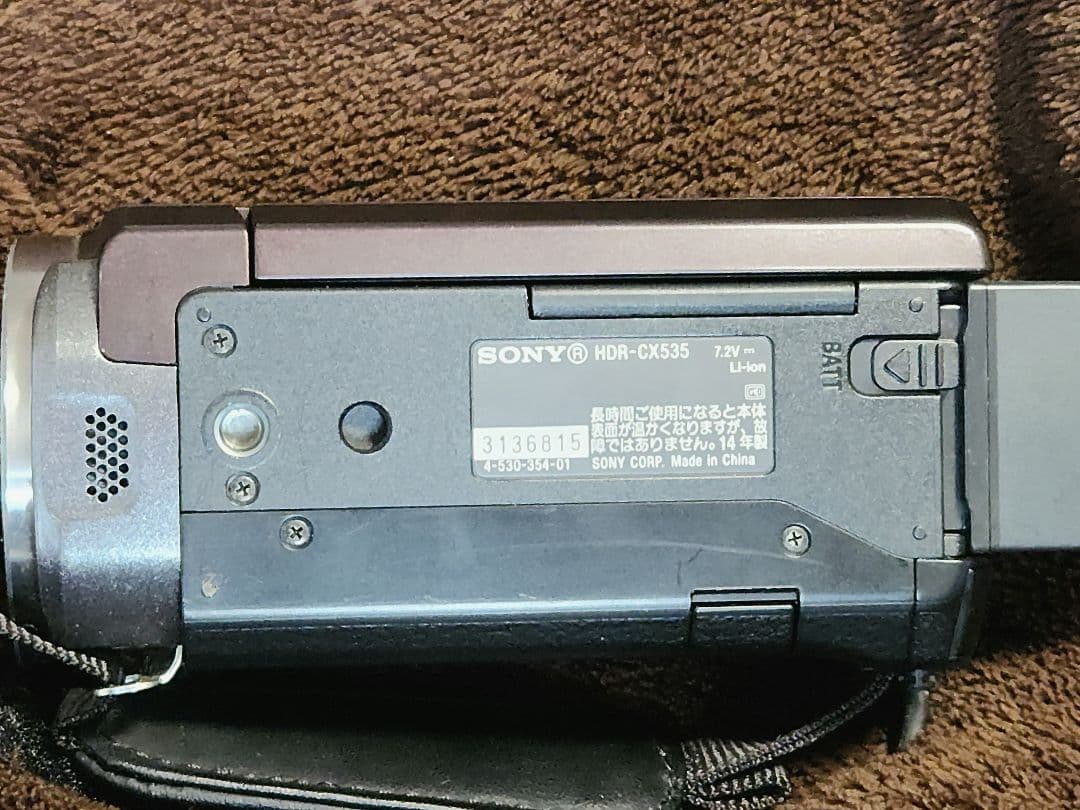 SONY® HDR-CX535 7.2V ⎓
Li-ion
長時間ご使用になると本体
表面が温かくなりますが、故
障ではありません。14年製
3136815
4-530-354-01 SONY CORP. Made in China
BATT